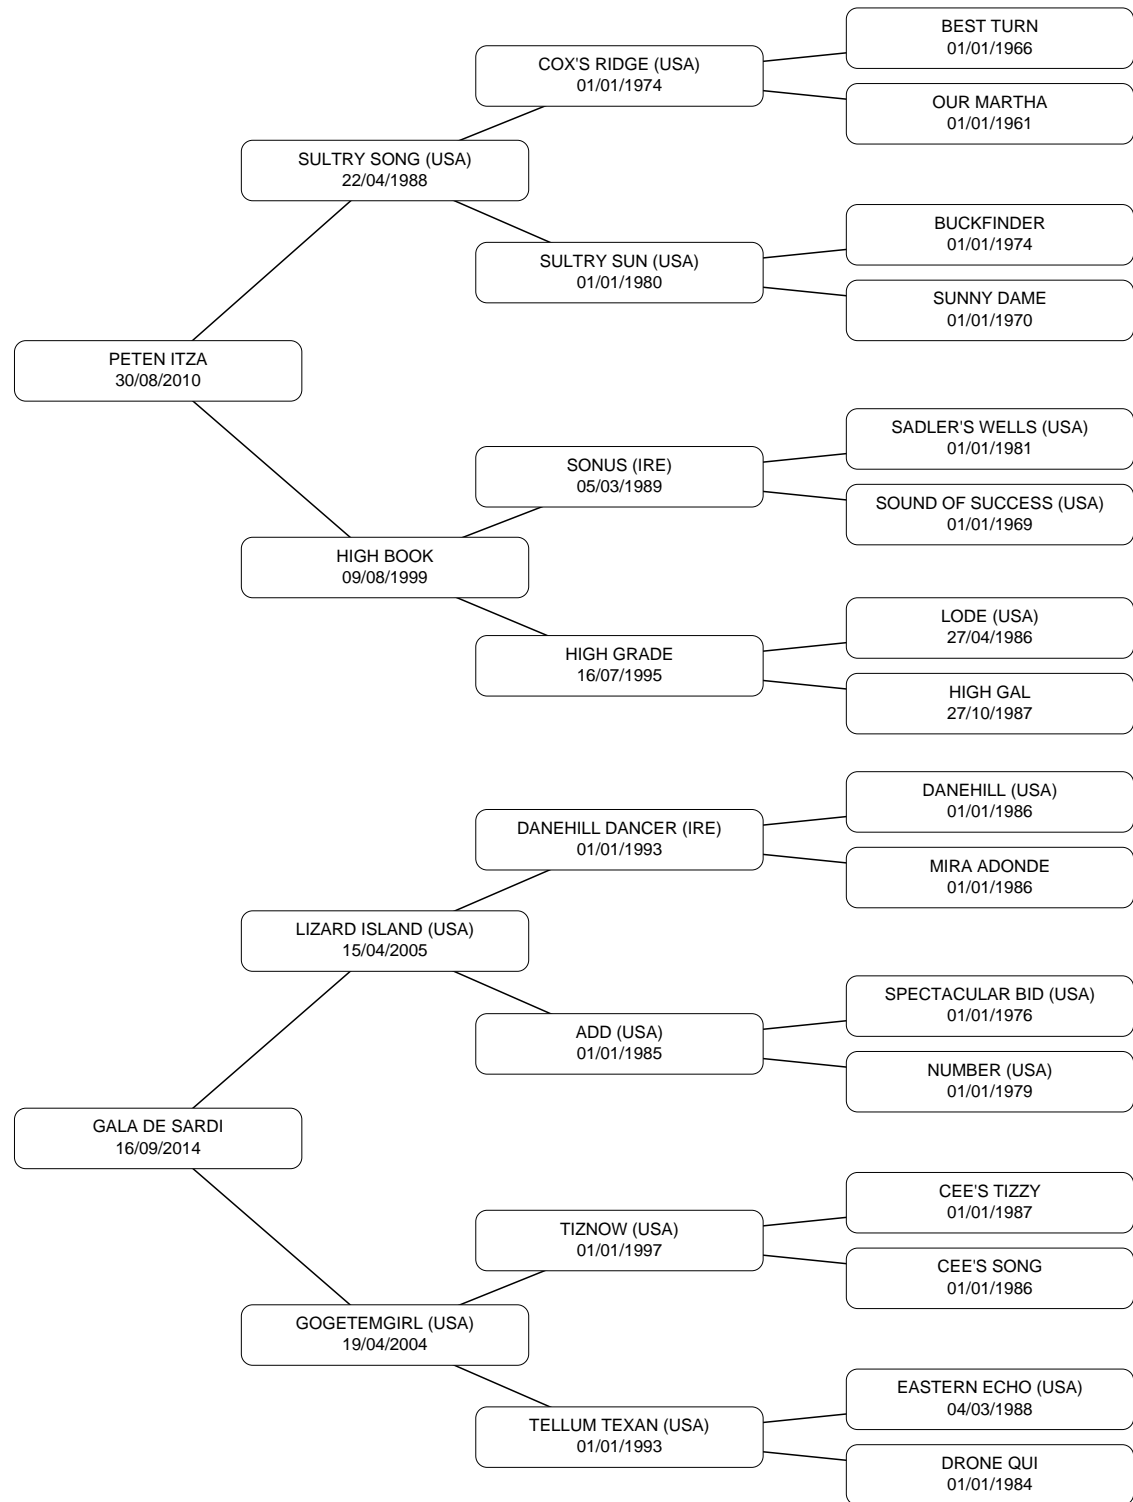 BEST TURN
01/01/1966
COX'S RIDGE (USA)
01/01/1974
OUR MARTHA
01/01/1961
SULTRY SONG (USA)
22/04/1988
BUCKFINDER
01/01/1974
SULTRY SUN (USA)
01/01/1980
SUNNY DAME
01/01/1970
PETEN ITZA
30/08/2010
SADLER'S WELLS (USA)
01/01/1981
SONUS (IRE)
05/03/1989
SOUND OF SUCCESS (USA)
01/01/1969
HIGH BOOK
09/08/1999
LODE (USA)
27/04/1986
HIGH GRADE
16/07/1995
HIGH GAL
27/10/1987
DANEHILL (USA)
01/01/1986
DANEHILL DANCER (IRE)
01/01/1993
MIRA ADONDE
01/01/1986
LIZARD ISLAND (USA)
15/04/2005
SPECTACULAR BID (USA)
01/01/1976
ADD (USA)
01/01/1985
NUMBER (USA)
01/01/1979
GALA DE SARDI
16/09/2014
CEE'S TIZZY
01/01/1987
TIZNOW (USA)
01/01/1997
CEE'S SONG
01/01/1986
GOGETEMGIRL (USA)
19/04/2004
EASTERN ECHO (USA)
04/03/1988
TELLUM TEXAN (USA)
01/01/1993
DRONE QUI
01/01/1984